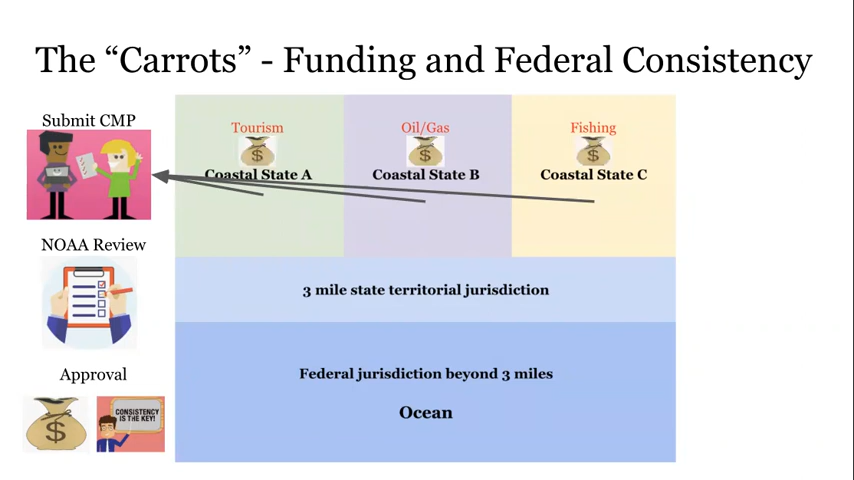 The “Carrots” - Funding and Federal Consistency
Submit CMP
Tourism
Oil/Gas
Fishing
Coastal State A
Coastal State B
Coastal State C
NOAA Review
3 mile state territorial jurisdiction
Approval
Federal jurisdiction beyond 3 miles
Ocean
CONSISTENCY
IS THE KEY!